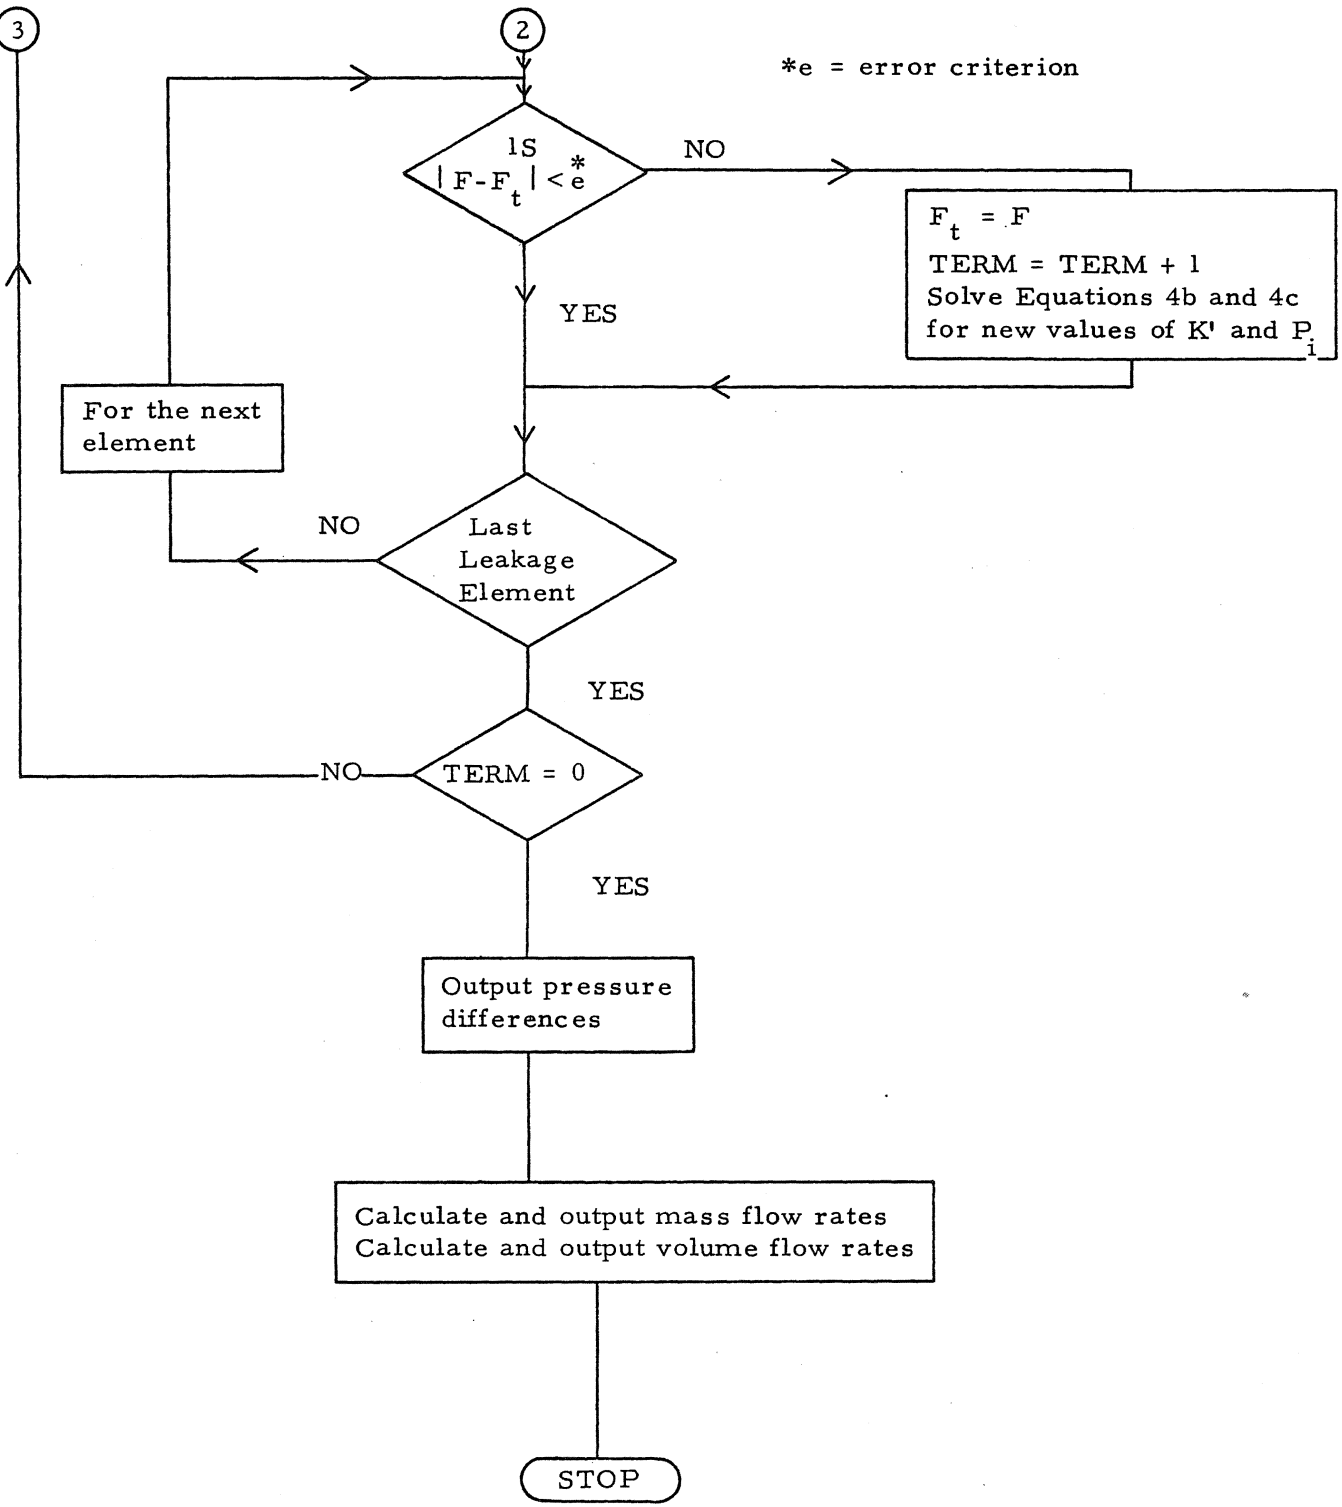 3
2
*e = error criterion
IS
| F-Ft | < e*
NO
Ft = F
TERM = TERM + 1
Solve Equations 4b and 4c
for new values of K' and Pi
YES
For the next
element
NO
Last
Leakage
Element
YES
NO
TERM = 0
YES
Output pressure
differences
Calculate and output mass flow rates
Calculate and output volume flow rates
STOP